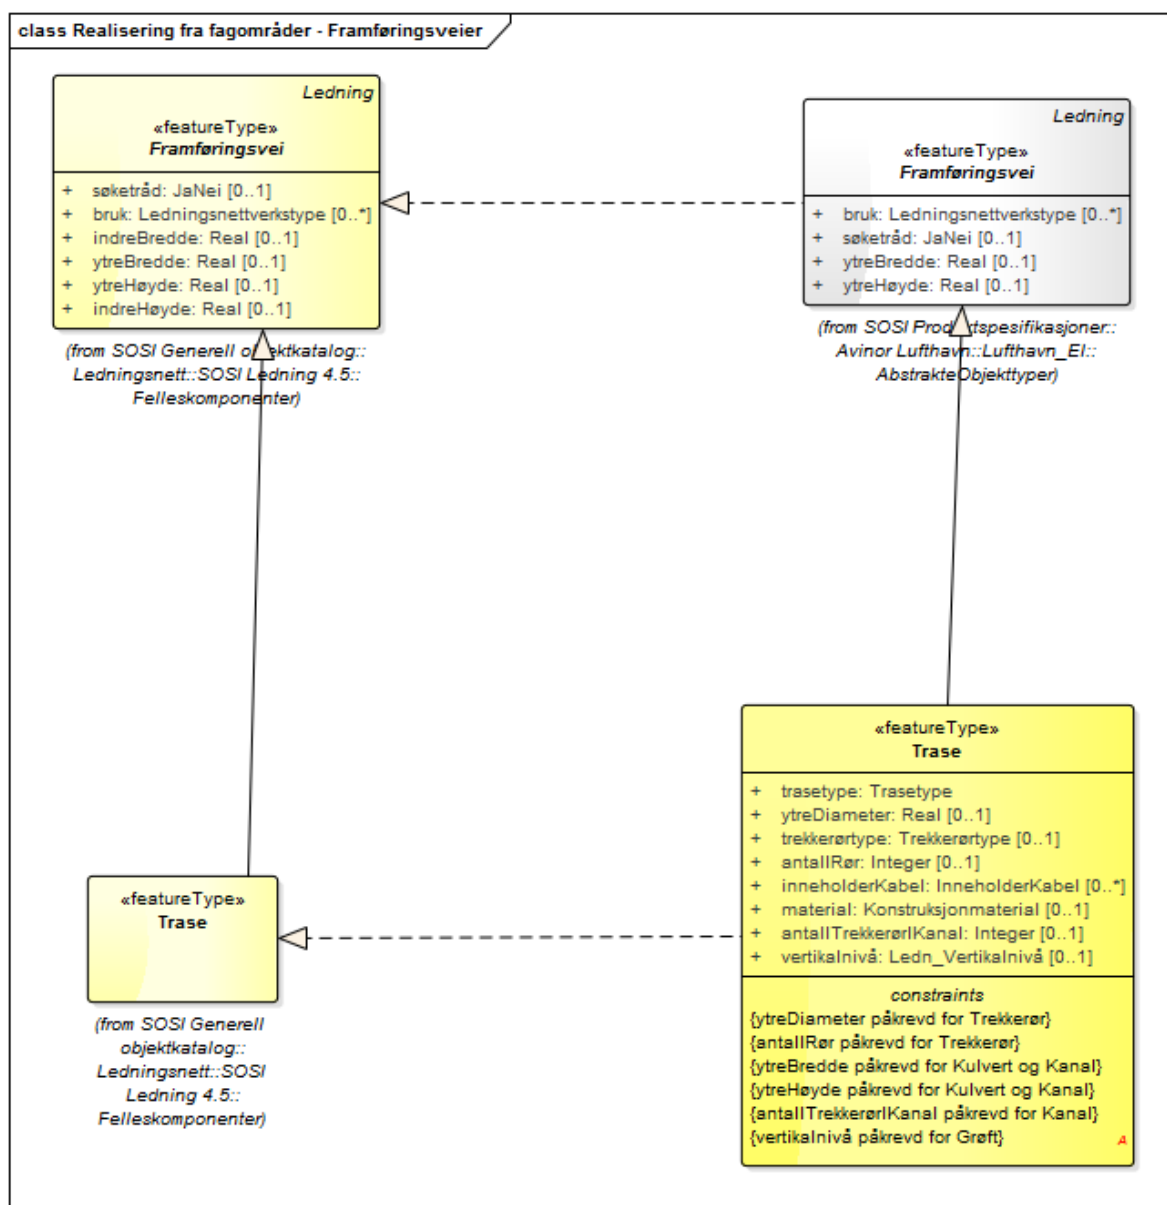 class Realisering fra fagområder - Framføringsveier
Ledning
«featureType»
Framføringsvei
+ søketråd: JaNei [0..1]
+ bruk: Ledningsnettverkstype [0..*]
+ indreBredde: Real [0..1]
+ ytreBredde: Real [0..1]
+ ytreHøyde: Real [0..1]
+ indreHøyde: Real [0..1]
(from SOSI Generell objektkatalog::
Ledningsnett::SOSI Ledning 4.5::
Felleskomponenter)
Ledning
«featureType»
Framføringsvei
+ bruk: Ledningsnettverkstype [0..*]
+ søketråd: JaNei [0..1]
+ ytreBredde: Real [0..1]
+ ytreHøyde: Real [0..1]
(from SOSI Produktspesifikasjoner::
Avinor Lufthavn::Lufthavn_El::
AbstrakteObjekttyper)
«featureType»
Trase
(from SOSI Generell
objektkatalog::
Ledningsnett::SOSI
Ledning 4.5::
Felleskomponenter)
«featureType»
Trase
+ trasetype: Trasetype
+ ytreDiameter: Real [0..1]
+ trekkerørtype: Trekkerørtype [0..1]
+ antallRør: Integer [0..1]
+ inneholderKabel: InneholderKabel [0..*]
+ material: Konstruksjonmaterial [0..1]
+ antallTrekkerørIKanal: Integer [0..1]
+ vertikalnivå: Ledn_Vertikalnivå [0..1]
constraints
{ytreDiameter påkrevd for Trekkerør}
{antallRør påkrevd for Trekkerør}
{ytreBredde påkrevd for Kulvert og Kanal}
{ytreHøyde påkrevd for Kulvert og Kanal}
{antallTrekkerørIKanal påkrevd for Kanal}
{vertikalnivå påkrevd for Grøft}
A